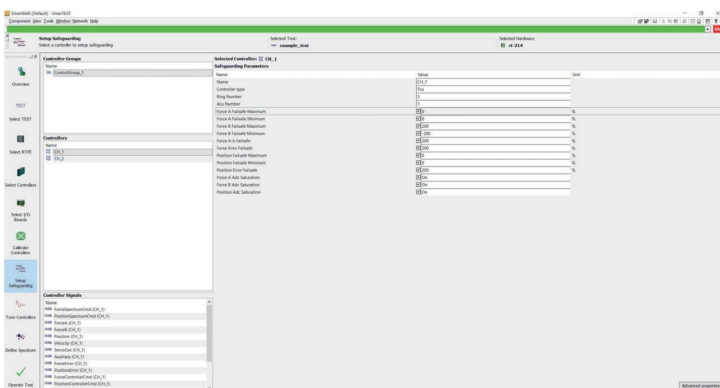 SmartBAR [Default] - SmarTEST
Component View Tools Window Network Help
Setup Safeguarding
Select a controller to setup safeguarding
Selected Test:
example_test
Selected Hardware:
rt-214
Overview
TEST
Select TEST
Select RTFE
Select Controllers
Select I/O Boards
Calibrate Controllers
Setup Safeguarding
Tune Controllers
Define Spectrum
Operate Test
Controller Groups
Name
ControlGroup_1
Controllers
Name
CH_1
CH_2
Controller Signals
Name
ForceSpectrumCmd (CH_1)
PositionSpectrumCmd (CH_1)
ForceA (CH_1)
ForceB (CH_1)
Position (CH_1)
Velocity (CH_1)
ServoOut (CH_1)
Auxiliary (CH_1)
ForceError (CH_1)
PositionError (CH_1)
ForceControllerCmd (CH_1)
PositionControllerCmd (CH_1)
Selected Controller: CH_1
Safeguarding Parameters
Name Value Unit
Name CH_1
Controller type Tcu
Ring Number 3
Acu Number 1
Force A Failsafe Maximum 0 %
Force A Failsafe Minimum 0 %
Force B Failsafe Maximum 200 %
Force B Failsafe Minimum -200 %
Force A-b Failsafe 200 %
Force Error Failsafe 200 %
Position Failsafe Maximum 0 %
Position Failsafe Minimum 0 %
Position Error Failsafe 200 %
Force A Adc Saturation On
Force B Adc Saturation On
Position Adc Saturation On
Advanced properties